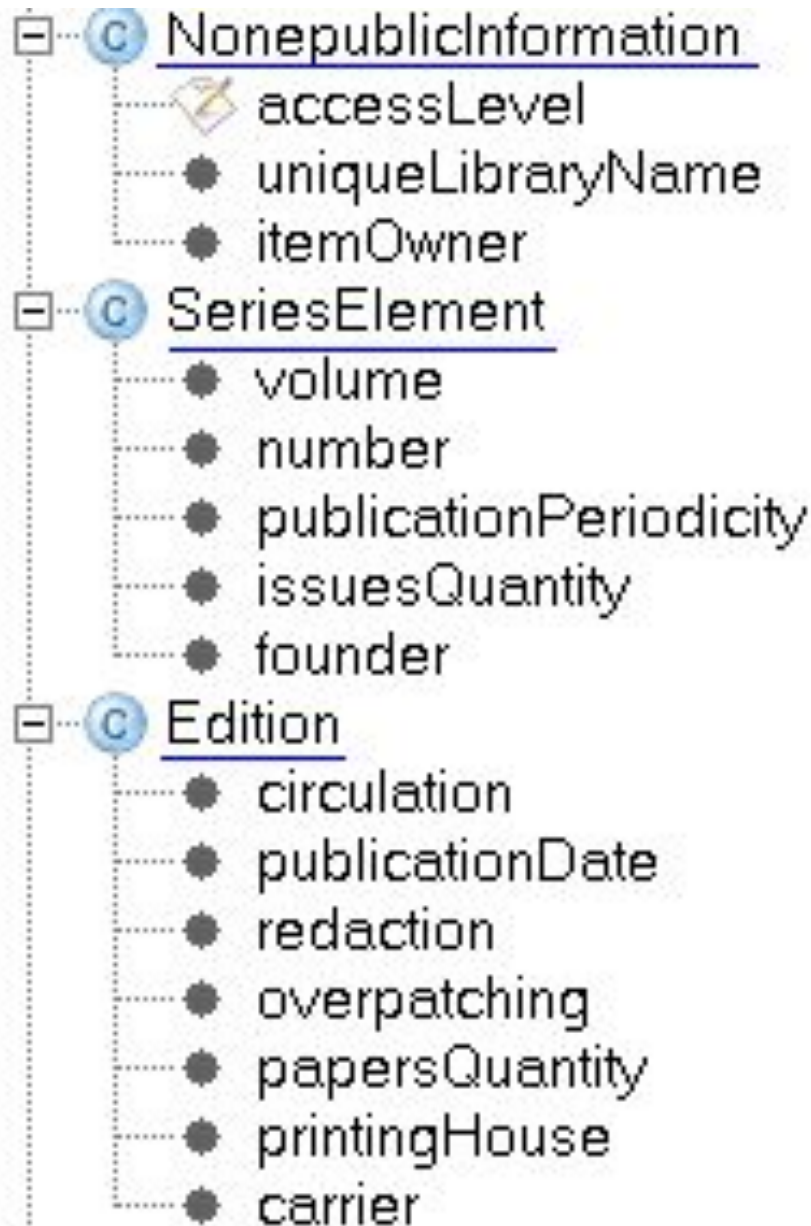 C NonepublicInformation
accessLevel
uniqueLibraryName
itemOwner
C SeriesElement
volume
number
publicationPeriodicity
issuesQuantity
founder
C Edition
circulation
publicationDate
redaction
overpatching
papersQuantity
printingHouse
carrier